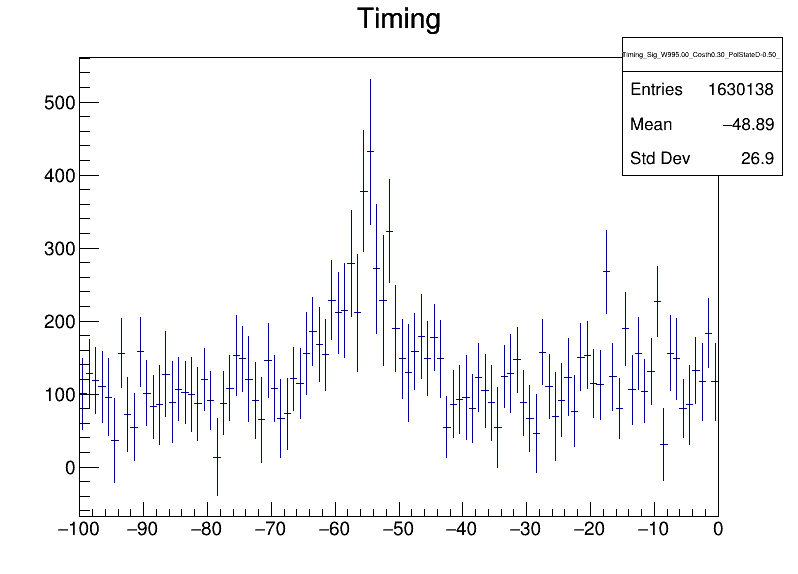 Timing
Timing_Sig_W995.00_Costh0.30_PolStateD-0.50_
Entries 1630138
Mean −48.89
Std Dev 26.9
500
400
300
200
100
0
−100 −90 −80 −70 −60 −50 −40 −30 −20 −10 0